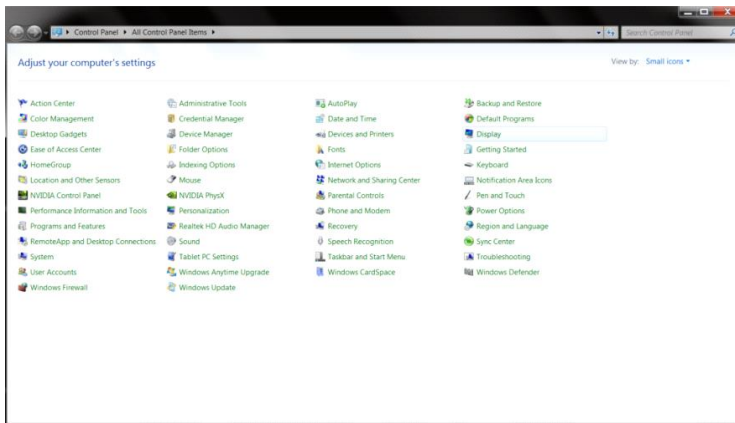 Control Panel ▸ All Control Panel Items ▸
Search Control Panel
Adjust your computer's settings
View by: Small icons
Action Center
Administrative Tools
AutoPlay
Backup and Restore
Color Management
Credential Manager
Date and Time
Default Programs
Desktop Gadgets
Device Manager
Devices and Printers
Display
Ease of Access Center
Folder Options
Fonts
Getting Started
HomeGroup
Indexing Options
Internet Options
Keyboard
Location and Other Sensors
Mouse
Network and Sharing Center
Notification Area Icons
NVIDIA Control Panel
NVIDIA PhysX
Parental Controls
Pen and Touch
Performance Information and Tools
Personalization
Phone and Modem
Power Options
Programs and Features
Realtek HD Audio Manager
Recovery
Region and Language
RemoteApp and Desktop Connections
Sound
Speech Recognition
Sync Center
System
Tablet PC Settings
Taskbar and Start Menu
Troubleshooting
User Accounts
Windows Anytime Upgrade
Windows CardSpace
Windows Defender
Windows Firewall
Windows Update